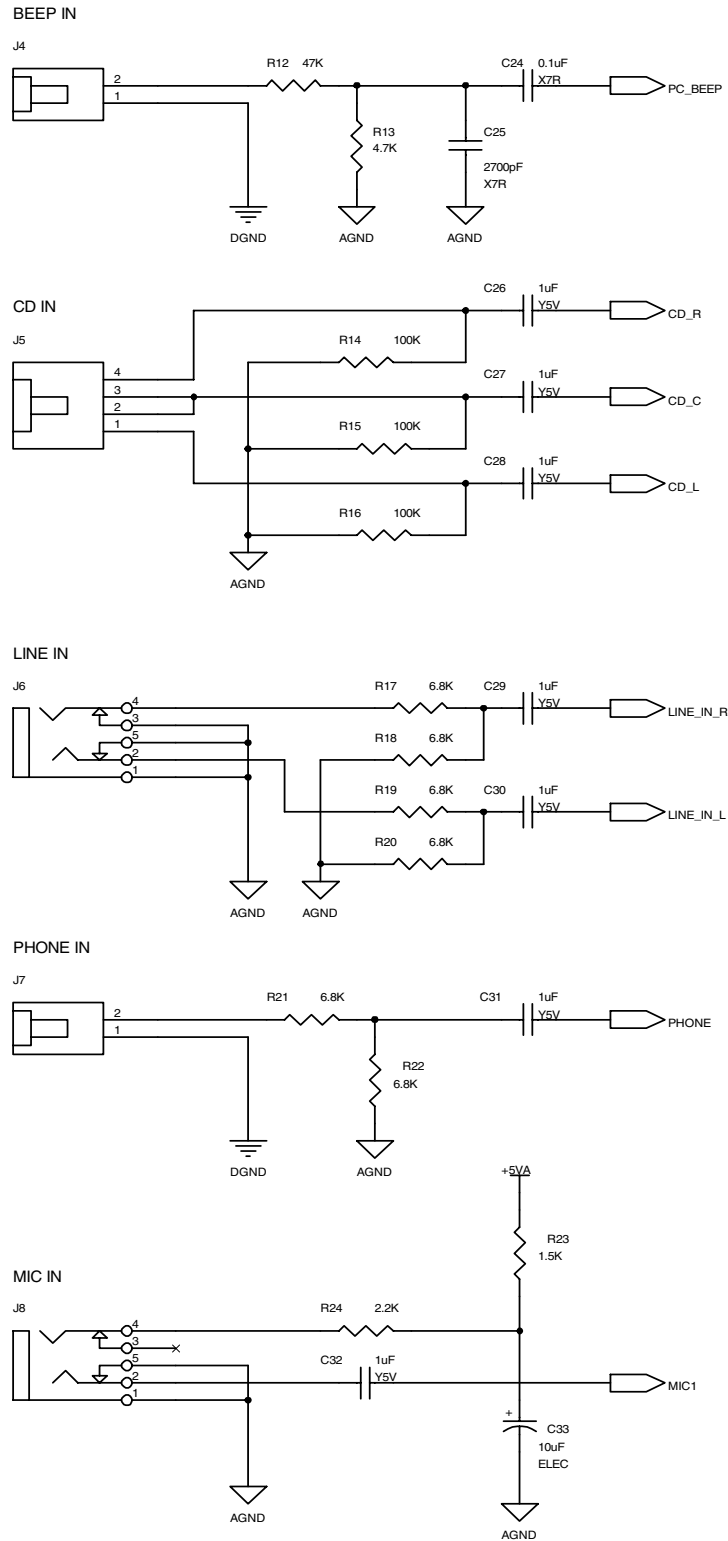 BEEP IN
J4
R12 47K
C24 0.1uF
X7R
2
1
PC_BEEP
R13
4.7K
C25
2700pF
X7R
DGND
AGND
AGND
CD IN
J5
C26 1uF
Y5V
CD_R
R14 100K
4
3
2
1
C27 1uF
Y5V
CD_C
R15 100K
C28 1uF
Y5V
CD_L
R16 100K
AGND
LINE IN
J6
R17 6.8K
C29 1uF
Y5V
LINE_IN_R
4
3
5
2
1
R18 6.8K
R19 6.8K
C30 1uF
Y5V
LINE_IN_L
R20 6.8K
AGND
AGND
PHONE IN
J7
R21 6.8K
C31 1uF
Y5V
2
1
PHONE
R22
6.8K
DGND
AGND
+5VA
R23
1.5K
MIC IN
J8
R24 2.2K
4
3
5
2
1
C32 1uF
Y5V
MIC1
+
C33
10uF
ELEC
AGND
AGND